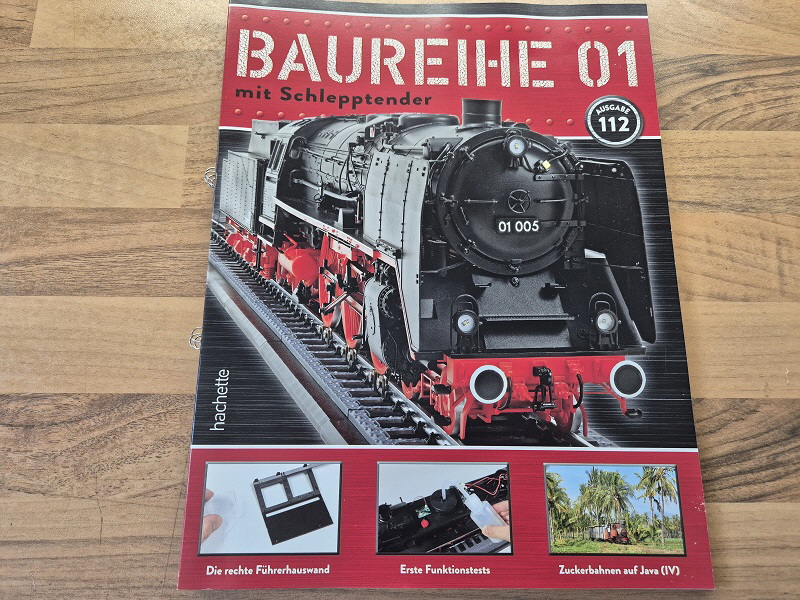 BAUREIHE 01
mit Schlepptender
AUSGABE
112
01 005
hachette
Die rechte Führerhauswand
Erste Funktionstests
Zuckerbahnen auf Java (IV)